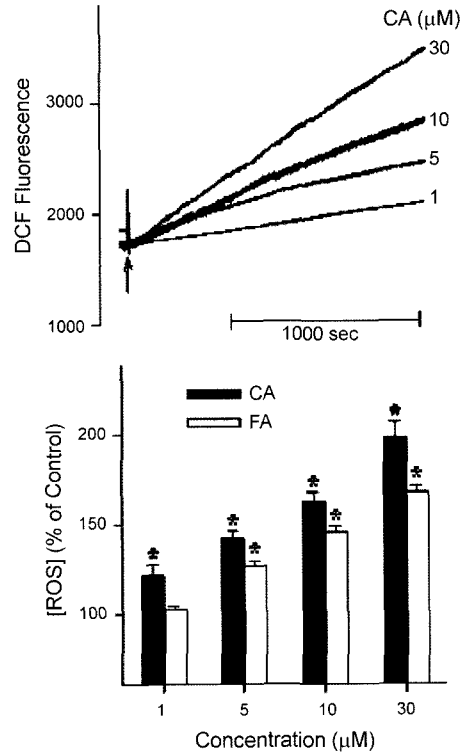 CA (μM)
30
10
5
1
DCF Fluorescence
3000
2000
1000
1000 sec
CA
FA
[ROS] (% of Control)
200
150
100
* * * * * * *
1 5 10 30
Concentration (μM)